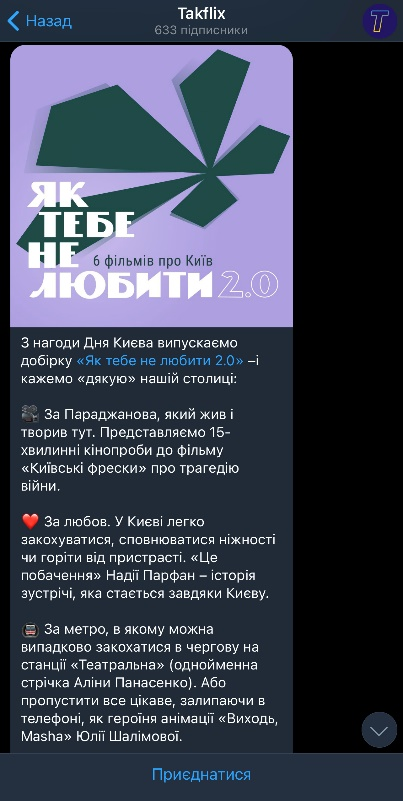 Назад
Takflix
633 підписники
T
ЯК
ТЕБЕ
НЕ
6 фільмів про Київ
ЛЮБИТИ 2.0
З нагоди Дня Києва випускаємо
добірку «Як тебе не любити 2.0» –і
кажемо «дякую» нашій столиці:
За Параджанова, який жив і
творив тут. Представляємо 15-
хвилинні кінопроби до фільму
«Київські фрески» про трагедію
війни.
За любов. У Києві легко
закохуватися, сповнюватися ніжності
чи горіти від пристрасті. «Це
побачення» Надії Парфан – історія
зустрічі, яка стається завдяки Києву.
За метро, в якому можна
випадково закохатися в чергову на
станції «Театральна» (однойменна
стрічка Аліни Панасенко). Або
пропустити все цікаве, залипаючи в
телефоні, як героїня анімації «Виходь,
Masha» Юлії Шалімової.
Приєднатися